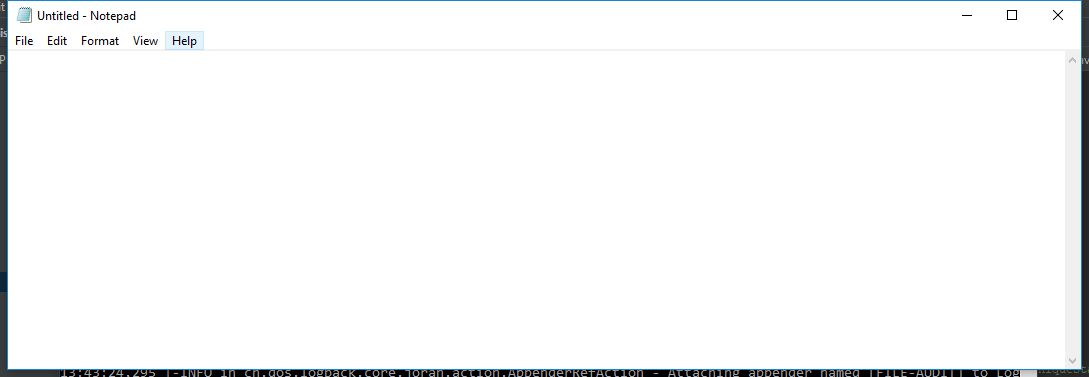 Untitled - Notepad
File Edit Format View Help
13:43:24.295 |-INFO in ch.qos.logback.core.joran.action.AppenderRefAction - Attaching appender named [FILE-AUDIT] to Log